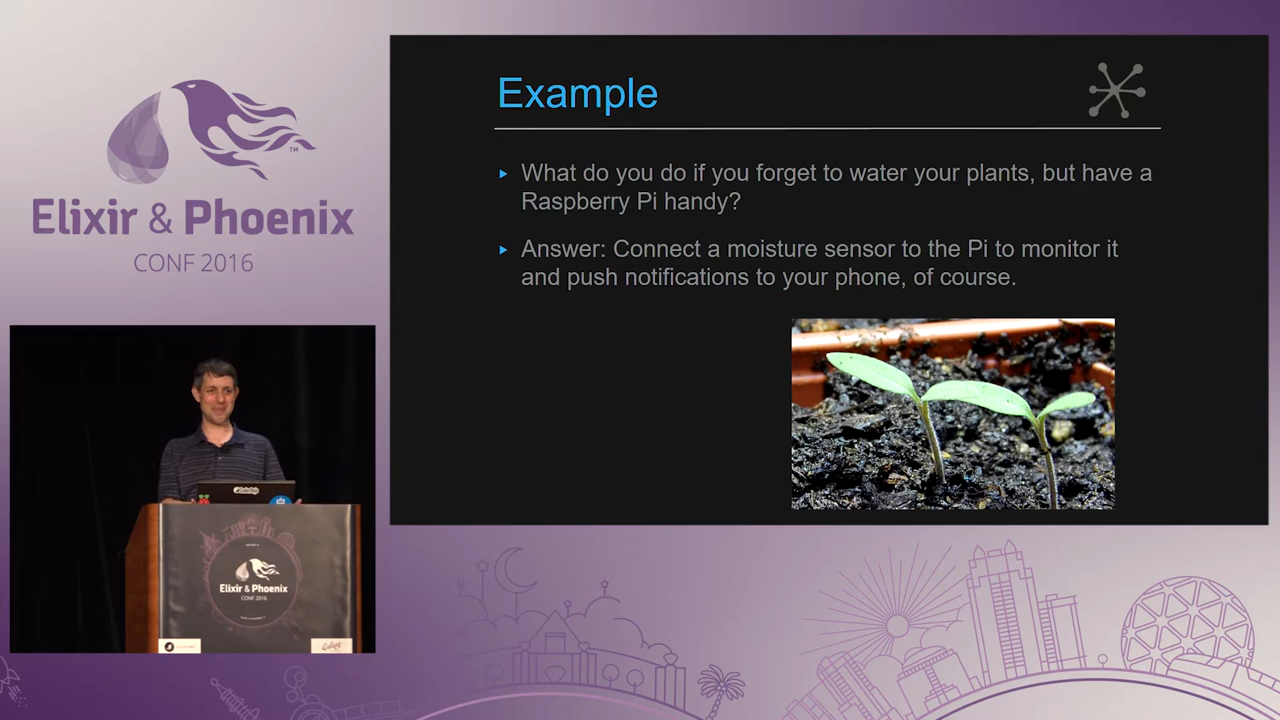 Elixir & Phoenix
TM
CONF 2016
Example
What do you do if you forget to water your plants, but have a
Raspberry Pi handy?
Answer: Connect a moisture sensor to the Pi to monitor it
and push notifications to your phone, of course.
Elixir & Phoenix
CONF 2016